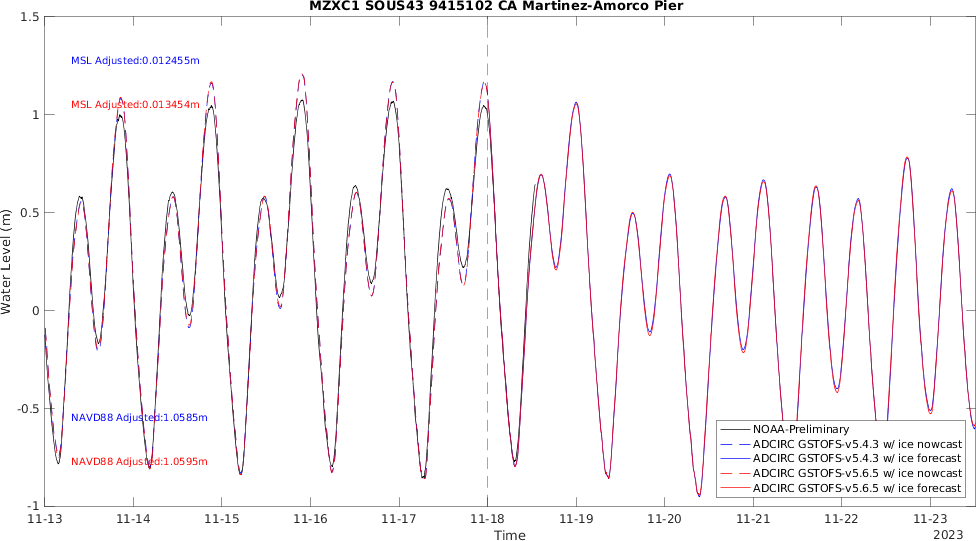 MZXC1 SOUS43 9415102 CA Martinez-Amorco Pier
1.5
1
0.5
0
-0.5
-1
Water Level (m)
MSL Adjusted:0.012455m
MSL Adjusted:0.013454m
NAVD88 Adjusted:1.0585m
NAVD88 Adjusted:1.0595m
NOAA-Preliminary
ADCIRC GSTOFS-v5.4.3 w/ ice nowcast
ADCIRC GSTOFS-v5.4.3 w/ ice forecast
ADCIRC GSTOFS-v5.6.5 w/ ice nowcast
ADCIRC GSTOFS-v5.6.5 w/ ice forecast
11-13 11-14 11-15 11-16 11-17 11-18 11-19 11-20 11-21 11-22 11-23
Time
2023